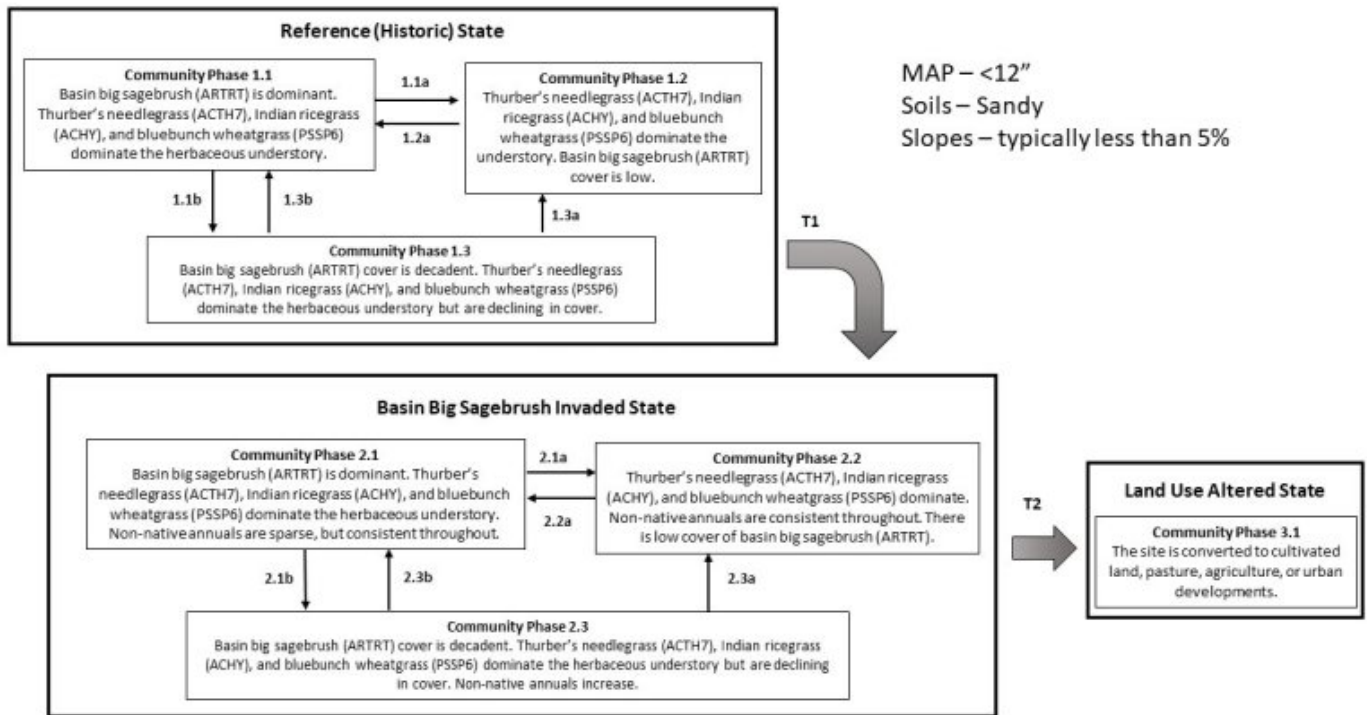 Reference (Historic) State
Community Phase 1.1
Basin big sagebrush (ARTRT) is dominant.
Thurber's needlegrass (ACTH7), Indian ricegrass
(ACHY), and bluebunch wheatgrass (PSSP6)
dominate the herbaceous understory.
1.1a
1.2a
Community Phase 1.2
Thurber's needlegrass (ACTH7), Indian
ricegrass (ACHY), and bluebunch
wheatgrass (PSSP6) dominate the
understory. Basin big sagebrush (ARTRT)
cover is low.
1.1b
1.3b
1.3a
Community Phase 1.3
Basin big sagebrush (ARTRT) cover is decadent. Thurber's needlegrass
(ACTH7), Indian ricegrass (ACHY), and bluebunch wheatgrass (PSSP6)
dominate the herbaceous understory but are declining in cover.
MAP – <12”
Soils – Sandy
Slopes – typically less than 5%
T1
Basin Big Sagebrush Invaded State
Community Phase 2.1
Basin big sagebrush (ARTRT) is dominant. Thurber's
needlegrass (ACTH7), Indian ricegrass (ACHY), and bluebunch
wheatgrass (PSSP6) dominate the herbaceous understory.
Non-native annuals are sparse, but consistent throughout.
2.1a
2.2a
Community Phase 2.2
Thurber's needlegrass (ACTH7), Indian ricegrass
(ACHY), and bluebunch wheatgrass (PSSP6) dominate.
Non-native annuals are consistent throughout. There
is low cover of basin big sagebrush (ARTRT).
2.1b
2.3b
2.3a
Community Phase 2.3
Basin big sagebrush (ARTRT) cover is decadent. Thurber's needlegrass (ACTH7), Indian ricegrass
(ACHY), and bluebunch wheatgrass (PSSP6) dominate the herbaceous understory but are declining
in cover. Non-native annuals increase.
T2
Land Use Altered State
Community Phase 3.1
The site is converted to cultivated
land, pasture, agriculture, or urban
developments.